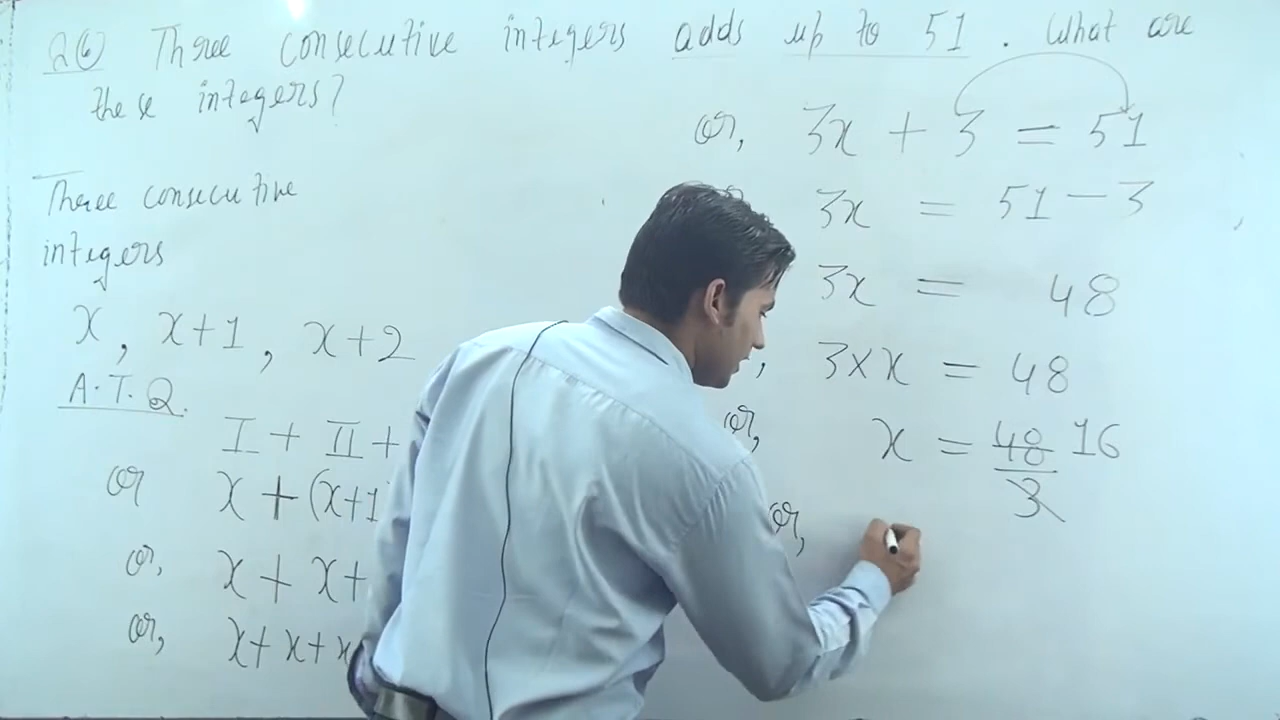 Q⑥ Three consecutive integers adds up to 51. What are
these integers?
Three consecutive
integers
x, x+1, x+2
A.T.Q.
I + II +
or x + (x+1
or, x + x+
or, x+x+x
or, 3x + 3 = 51
3x = 51 - 3
3x = 48
, 3×x = 48
or, x = 48/3 16
or,